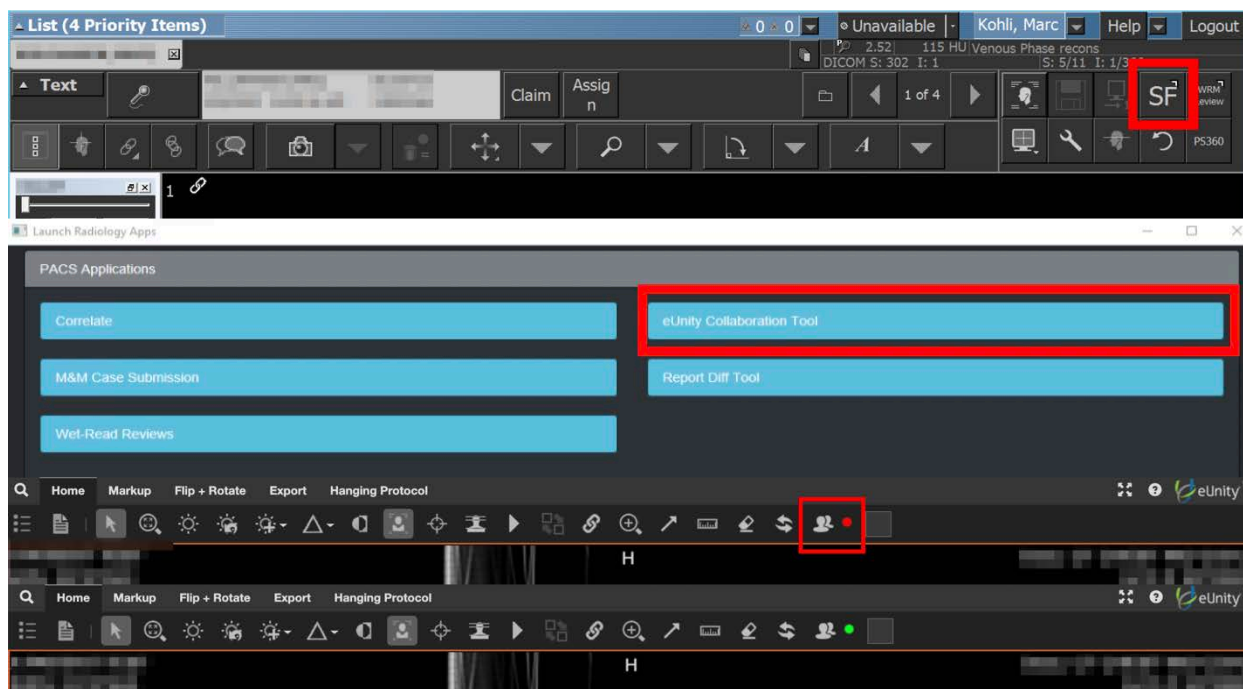 List (4 Priority Items) 0 0 Unavailable Kohli, Marc Help Logout
P 2.52 115 HU Venous Phase recons
DICOM S: 302 I: 1 S: 5/11 I:
Text Claim Assig
n 1 of 4 SF WRM
PS360
1
Launch Radiology Apps
PACS Applications
Correlate eUnity Collaboration Tool
M&M Case Submission Report Diff Tool
Wet-Read Reviews
Home Markup Flip + Rotate Export Hanging Protocol eUnity
H
Home Markup Flip + Rotate Export Hanging Protocol eUnity
H